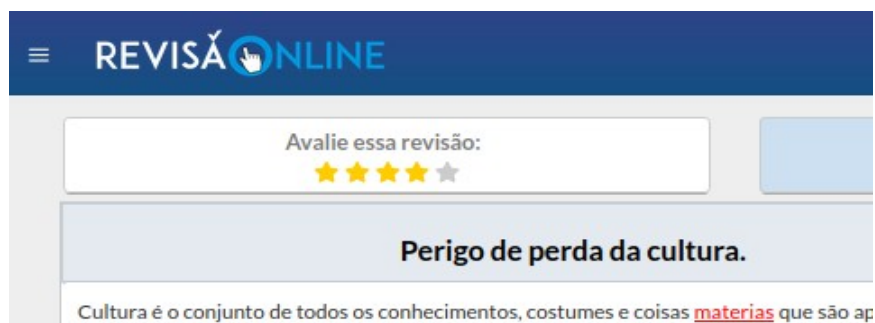 REVISÃONLINE
Avalie essa revisão:
Perigo de perda da cultura.
Cultura é o conjunto de todos os conhecimentos, costumes e coisas materias que são ap